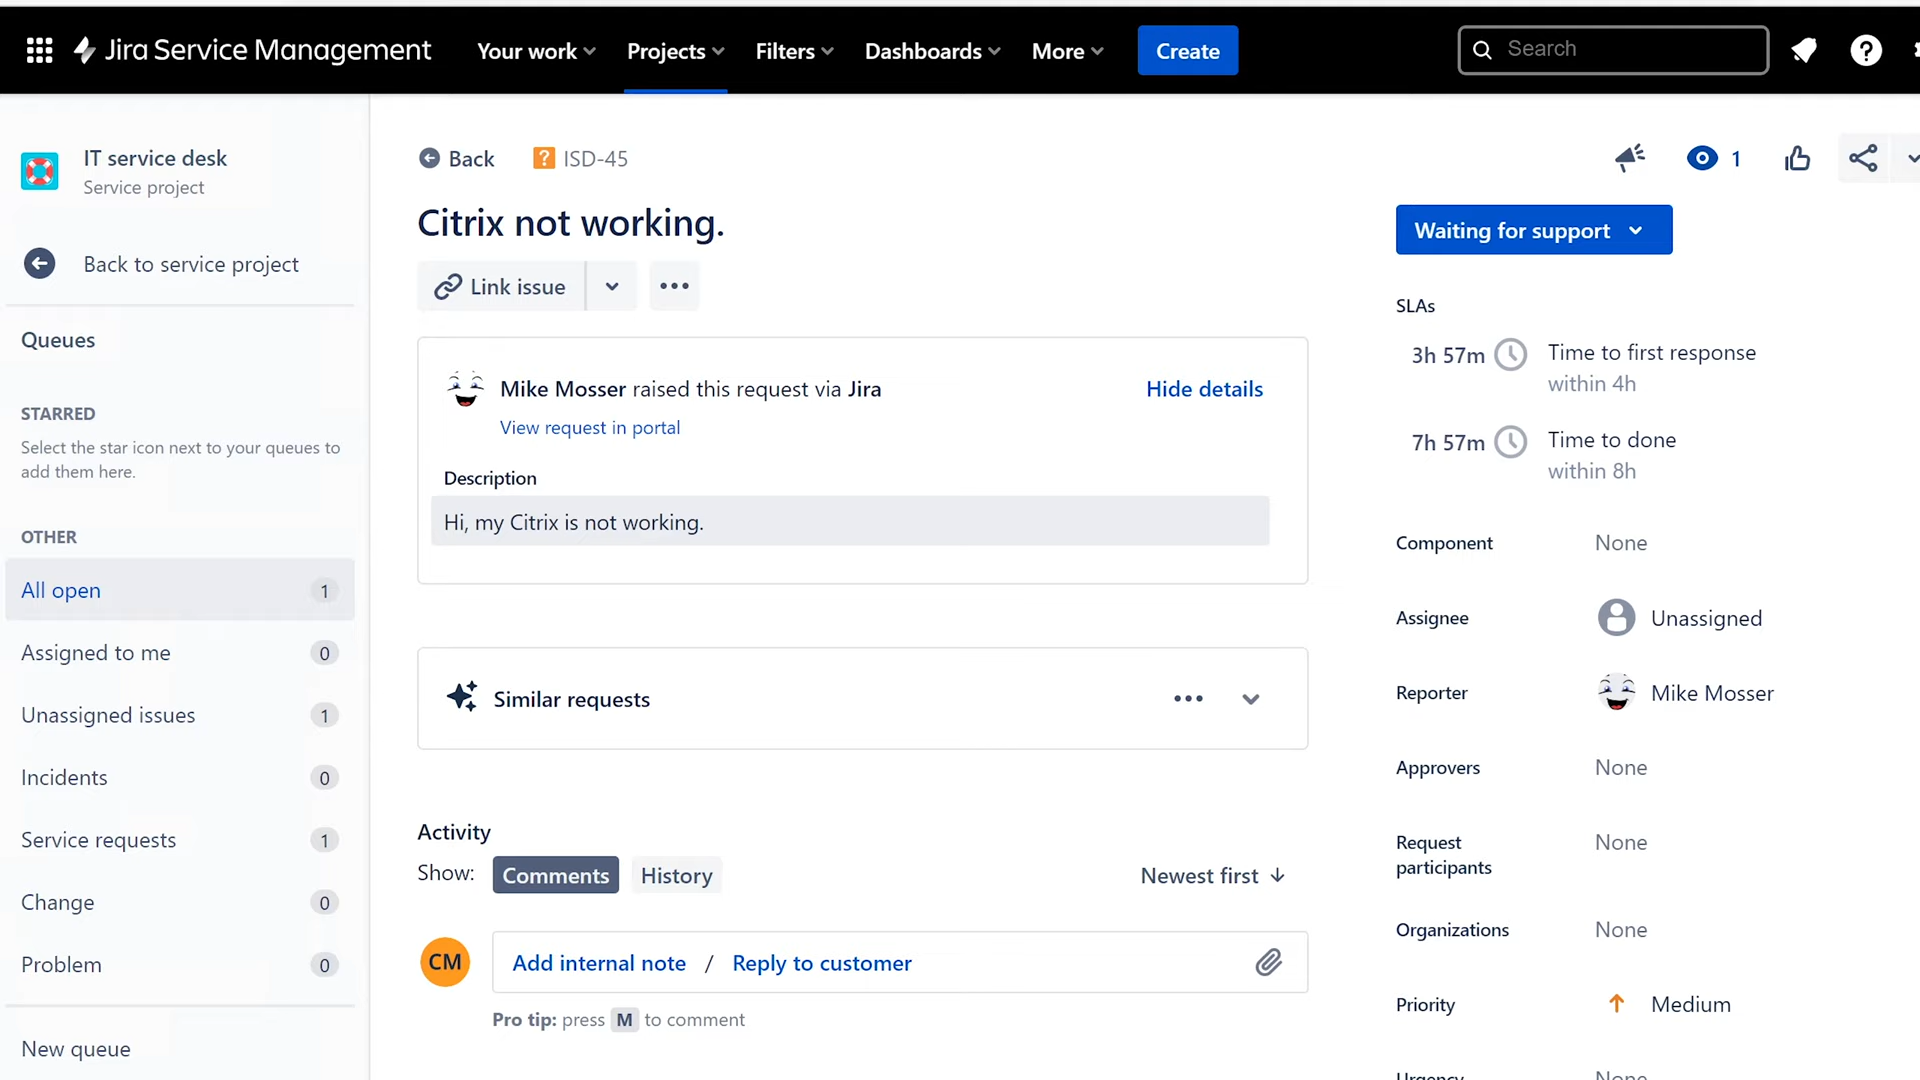 Jira Service Management Your work Projects Filters Dashboards More Create Search
IT service desk
Service project
Back to service project
Queues
STARRED
Select the star icon next to your queues to
add them here.
OTHER
All open 1
Assigned to me 0
Unassigned issues 1
Incidents 0
Service requests 1
Change 0
Problem 0
New queue
Back ISD-45
1
Citrix not working.
Link issue
Mike Mosser raised this request via Jira Hide details
View request in portal
Description
Hi, my Citrix is not working.
Similar requests
Activity
Show: Comments History Newest first
CM Add internal note / Reply to customer
Pro tip: press M to comment
Waiting for support
SLAs
3h 57m Time to first response
within 4h
7h 57m Time to done
within 8h
Component None
Assignee Unassigned
Reporter Mike Mosser
Approvers None
Request None
participants
Organizations None
Priority Medium
Urgency None